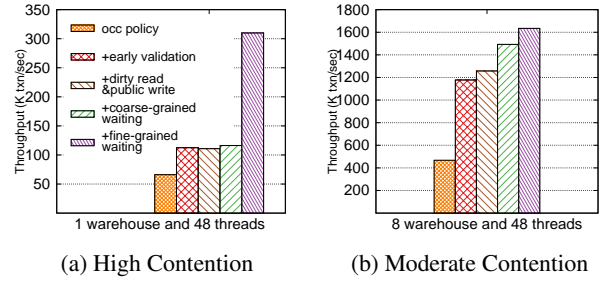 Throughput (K txn/sec)
350
300
250
200
150
100
50
occ policy
+early validation
+dirty read
&public write
+coarse-grained
waiting
+fine-grained
waiting
1 warehouse and 48 threads
(a) High Contention
Throughput (K txn/sec)
1800
1600
1400
1200
1000
800
600
400
200
8 warehouse and 48 threads
(b) Moderate Contention